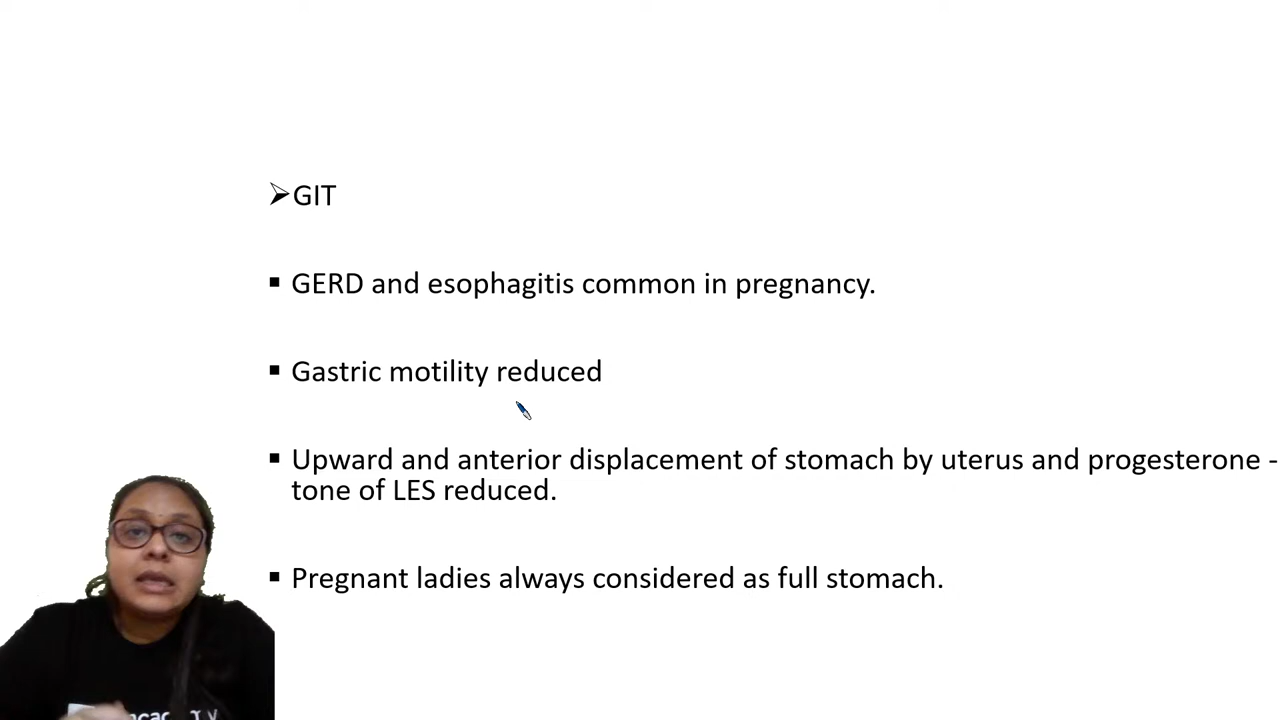 ➢GIT
▪ GERD and esophagitis common in pregnancy.
▪ Gastric motility reduced
▪ Upward and anterior displacement of stomach by uterus and progesterone -
tone of LES reduced.
▪ Pregnant ladies always considered as full stomach.